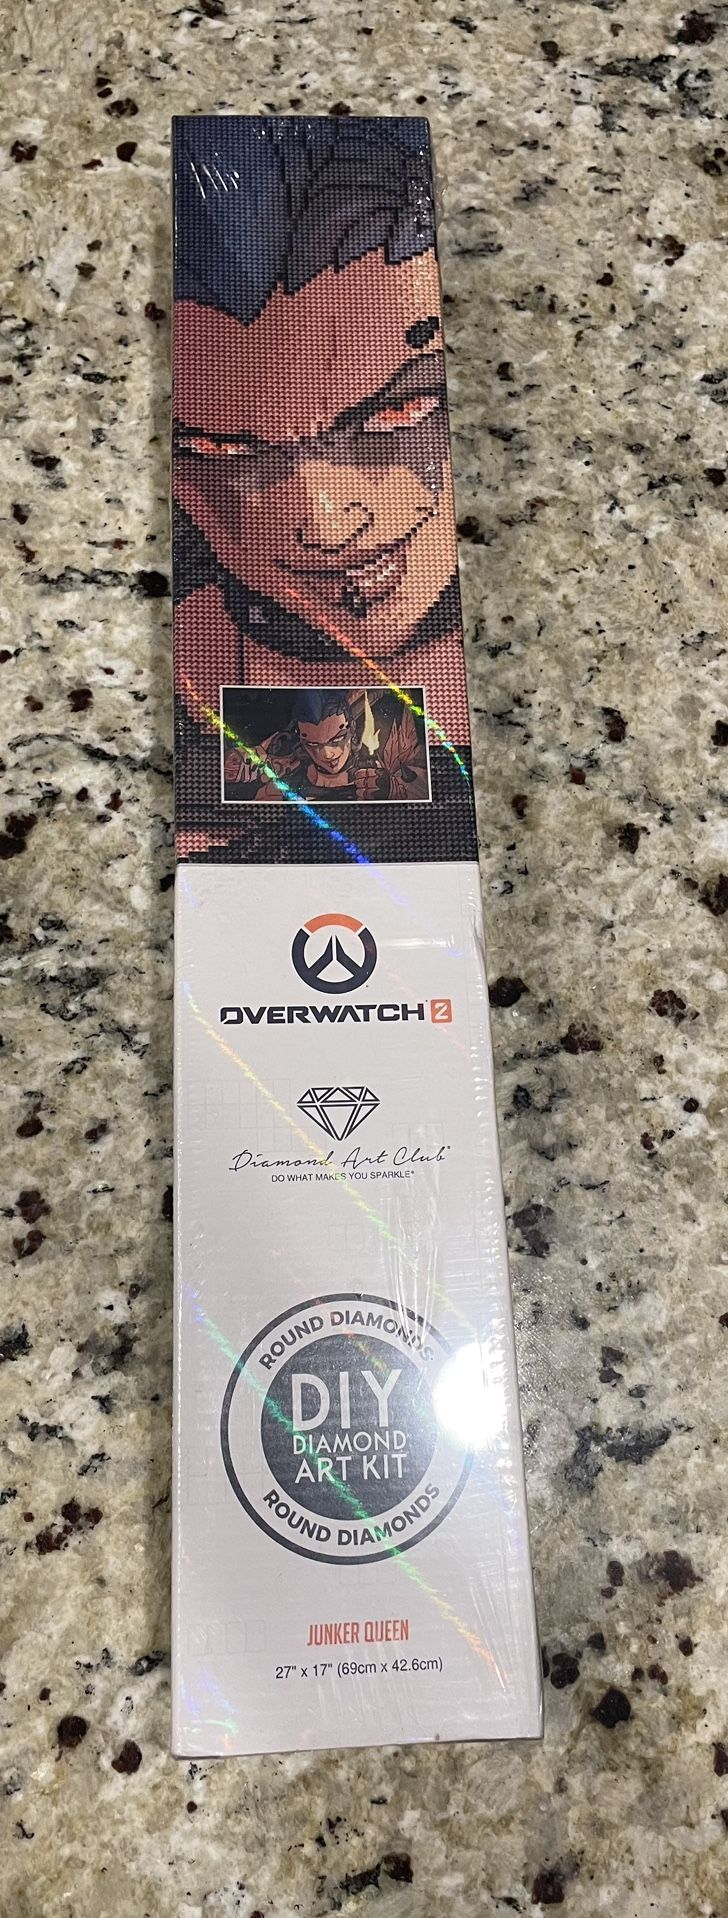 OVERWATCH® 2
Diamond Art Club®
DO WHAT MAKES YOU SPARKLE®
ROUND DIAMONDS
DIY
DIAMOND
ART KIT
ROUND DIAMONDS
JUNKER QUEEN
27" x 17" (69cm x 42.6cm)